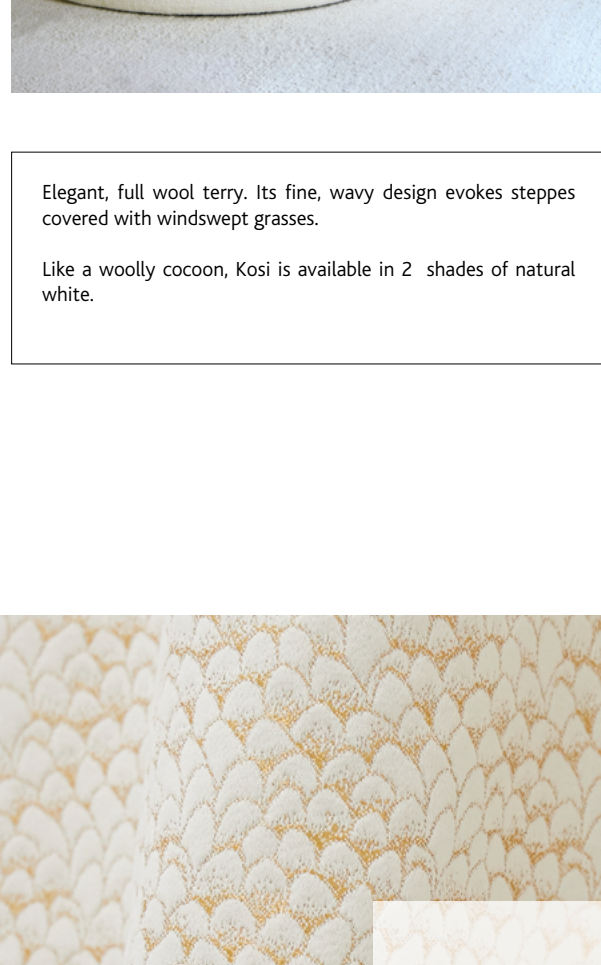 Elegant, full wool terry. Its fine, wavy design evokes steppes
covered with windswept grasses.
Like a woolly cocoon, Kosi is available in 2 shades of natural
white.